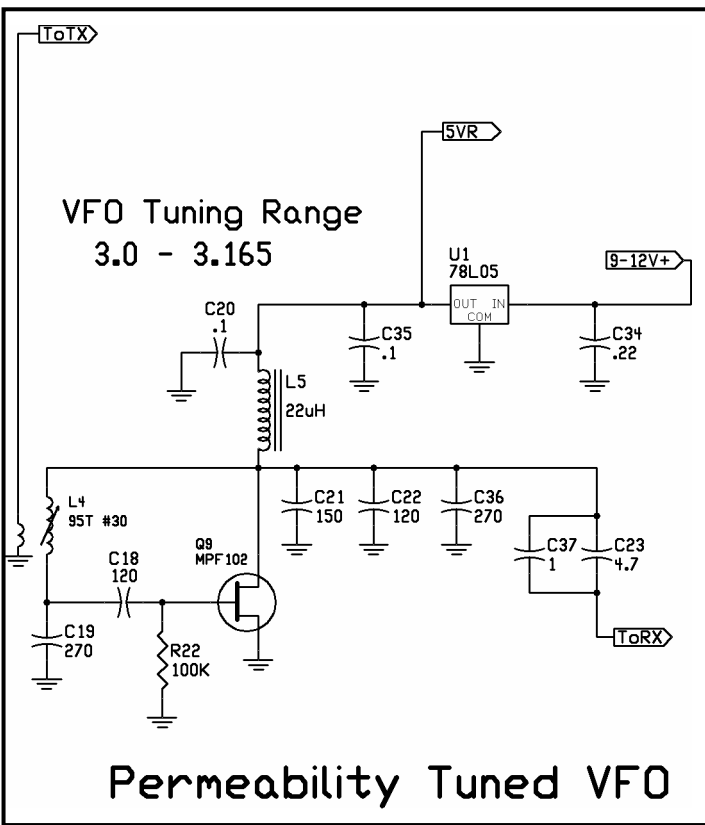 ToTX
5VR
VFO Tuning Range
3.0 - 3.165
U1
78L05
9-12V+
OUT IN
COM
C20
.1
C35
.1
C34
.22
L5
22uH
L4
95T #30
C21
150
C22
120
C36
270
C37
1
C23
4.7
Q9
MPF102
C18
120
C19
270
R22
100K
ToRX
Permeability Tuned VFO